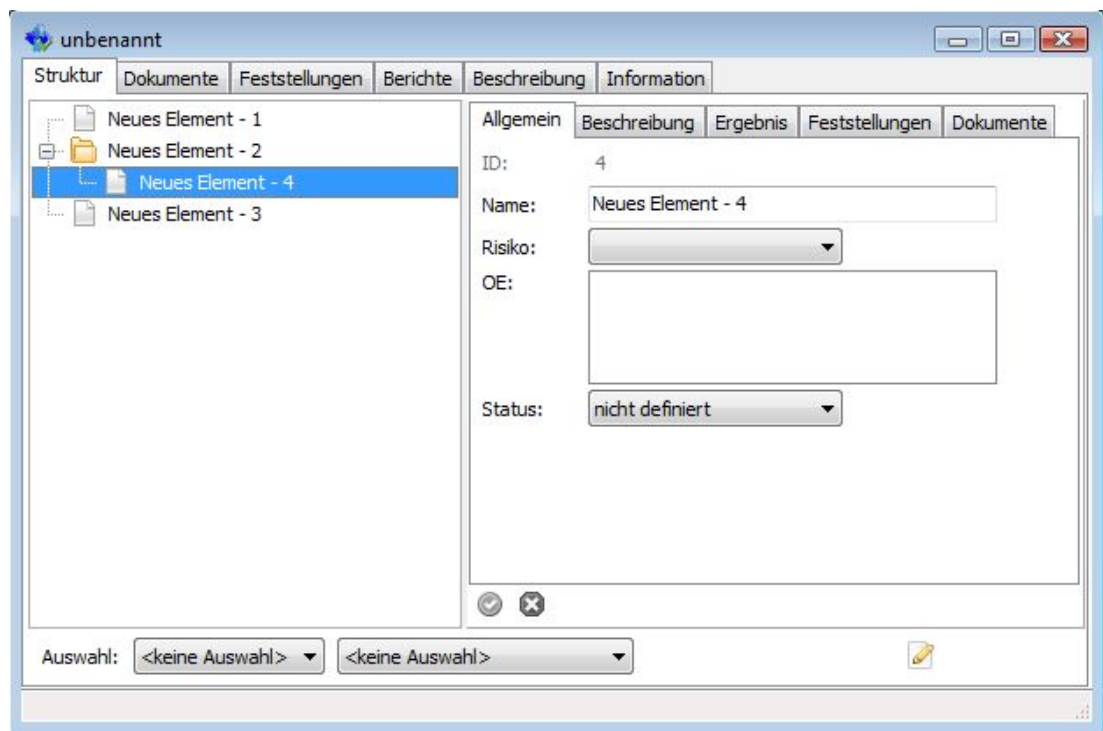 unbenannt
Struktur Dokumente Feststellungen Berichte Beschreibung Information
Neues Element - 1
Neues Element - 2
Neues Element - 4
Neues Element - 3
Allgemein Beschreibung Ergebnis Feststellungen Dokumente
ID: 4
Name: Neues Element - 4
Risiko:
OE:
Status: nicht definiert
Auswahl: <keine Auswahl> <keine Auswahl>